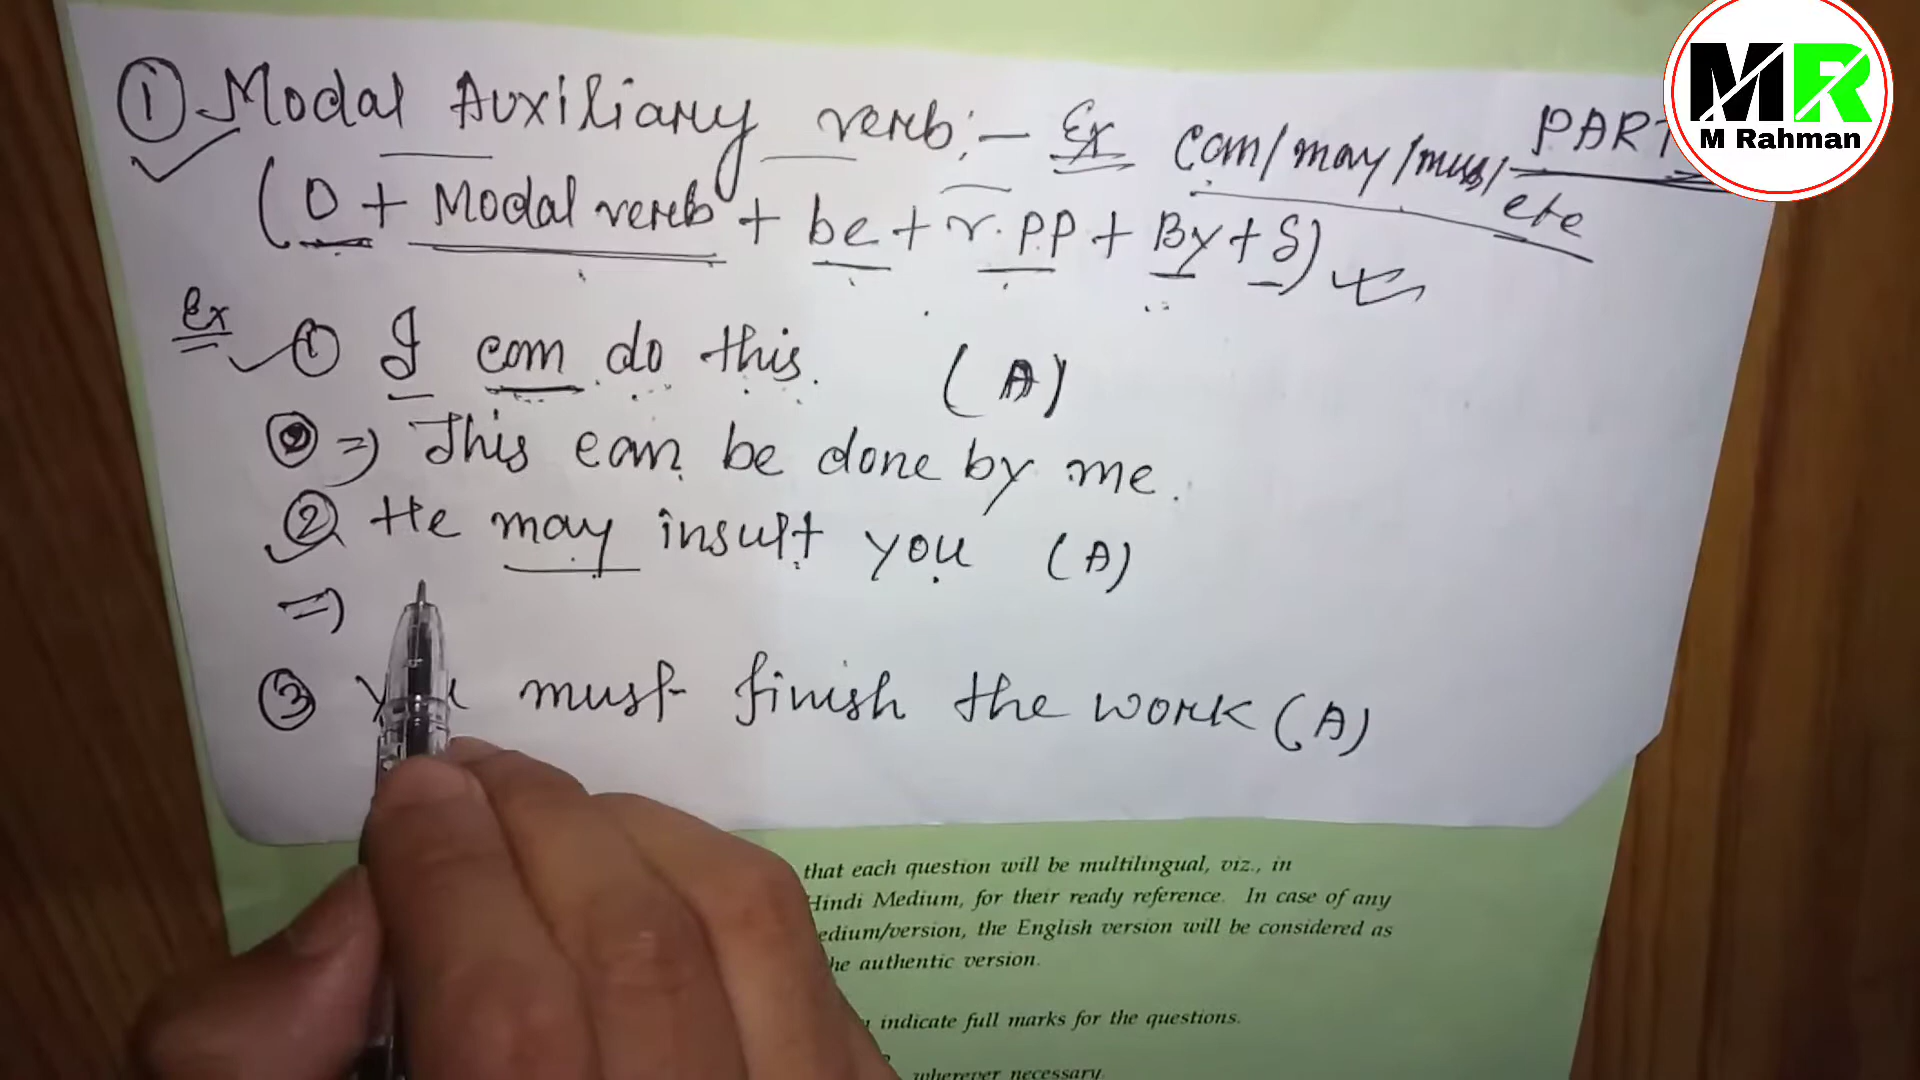 ① Modal Auxiliary verb :- Ex can/may/must/ etc
PART
MR
M Rahman
(O + Modal verb + be + v.pp + By + S)
Ex ① I can do this. (A)
⇒ This can be done by me.
② He may insult you (A)
⇒
③ must finish the work (A)
that each question will be multilingual, viz., in
Hindi Medium, for their ready reference. In case of any
edium/version, the English version will be considered as
he authentic version.
indicate full marks for the questions.
wherever necessary.